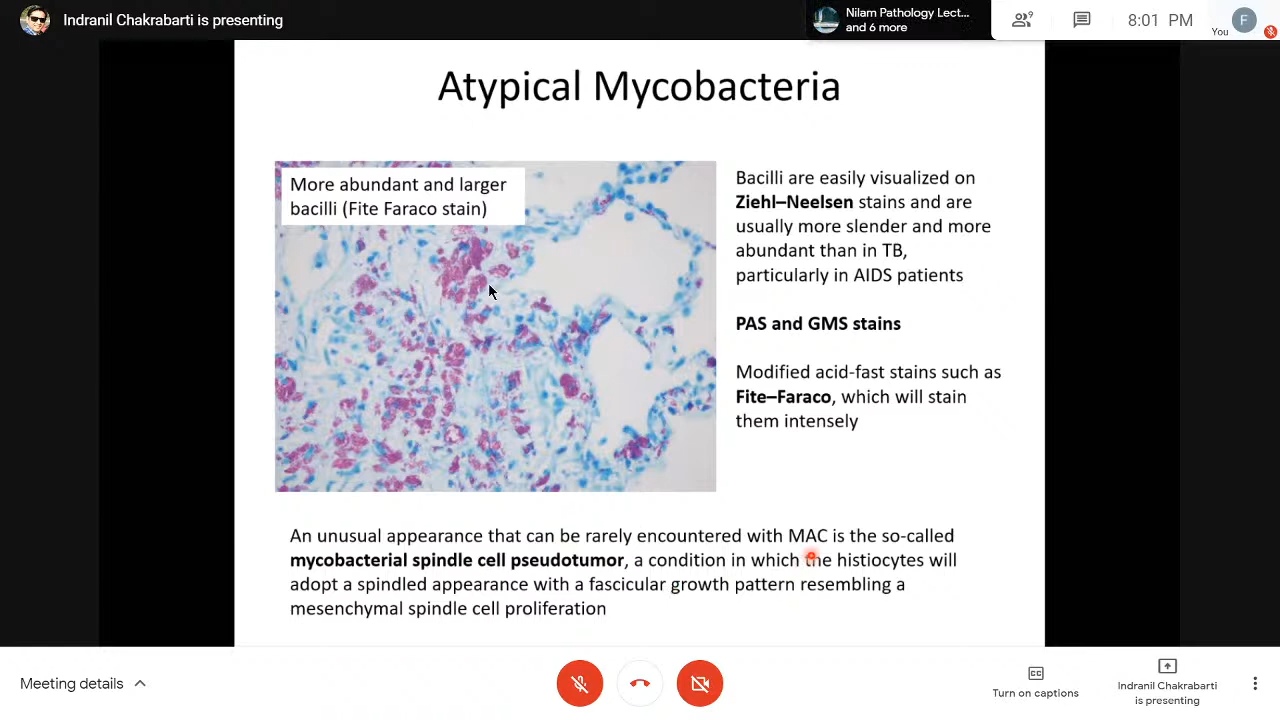 Indranil Chakrabarti is presenting
Nilam Pathology Lect...
and 6 more
9
8:01 PM
You
F
Atypical Mycobacteria
More abundant and larger
bacilli (Fite Faraco stain)
Bacilli are easily visualized on
Ziehl–Neelsen stains and are
usually more slender and more
abundant than in TB,
particularly in AIDS patients
PAS and GMS stains
Modified acid-fast stains such as
Fite–Faraco, which will stain
them intensely
An unusual appearance that can be rarely encountered with MAC is the so-called
mycobacterial spindle cell pseudotumor, a condition in which the histiocytes will
adopt a spindled appearance with a fascicular growth pattern resembling a
mesenchymal spindle cell proliferation
Meeting details
Turn on captions
Indranil Chakrabarti
is presenting